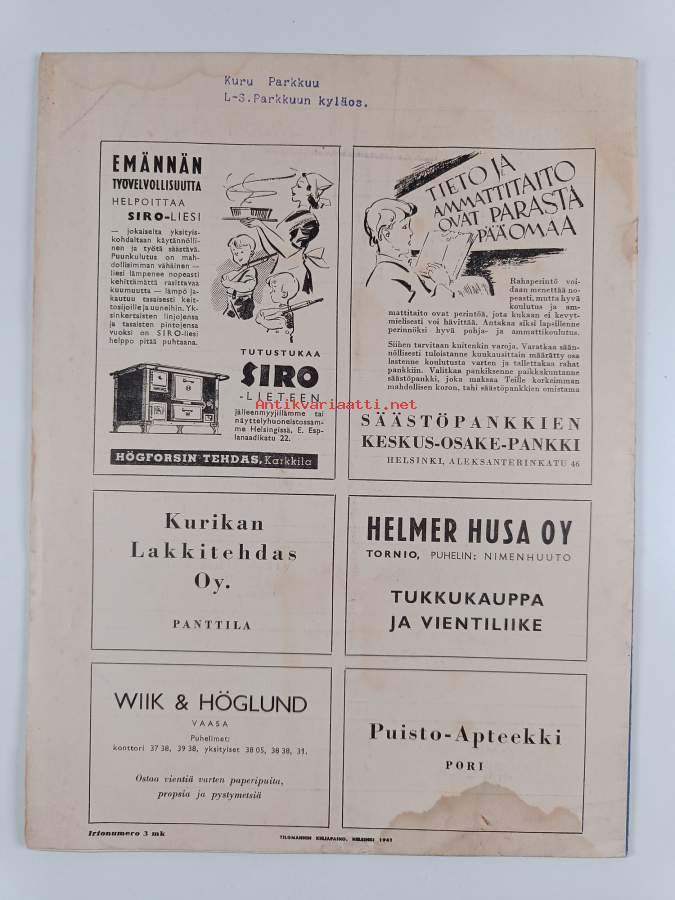 Kuru Parkkuu
L-S.Parkkuun kyläos.
EMÄNNÄN
TYÖVELVOLLISUUTTA
HELPOITTAA
SIRO-LIESI
— jokaiselta yksityis-
kohdaltaan käytännölli-
nen ja työtä säästävä.
Puunkulutus on mah-
dollisimman vähäinen —
liesi lämpenee nopeasti
kehittämättä rasittavaa
kuumuutta — lämpö ja-
kautuu tasaisesti keit-
tosijoille ja uuneihin. Yk-
sinkertaisten linjojensa
ja tasaisten pintojensa
vuoksi on SIRO-liesi
helppo pitää puhtaana.
TUTUSTUKAA
SIRO
-LIETEEN
jälleenmyyjillämme tai
näyttelyhuoneistossam-
me Helsingissä, E. Esp-
lanaadikatu 22.
HÖGFORSIN TEHDAS, Karkkila
TIETO JA
AMMATTITAITO
OVAT PARASTA
PÄÄOMAA
Rahaperintö voi-
daan menettää no-
peasti, mutta hyvä
koulutus ja am-
mattitaito ovat perintöä, jota kukaan ei kevyt-
mielisesti voi hävittää. Antakaa siksi lapsillenne
perinnöksi hyvä pohja- ja ammattikoulutus.
Siihen tarvitaan kuitenkin varoja. Varatkaa sään-
nöllisesti tuloistanne kuukausittain määrätty osa
lastenne koulutusta varten ja tallettakaa rahat
pankkiin. Valitkaa pankiksenne paikkakuntanne
säästöpankki, joka maksaa Teille korkeimman
mahdollisen koron, tahi säästöpankkien omistama
SÄÄSTÖPANKKIEN
KESKUS-OSAKE-PANKKI
HELSINKI, ALEKSANTERINKATU 46
Antikvariaatti.net
Kurikan
Lakkitehdas
Oy.
PANTTILA
HELMER HUSA OY
TORNIO, PUHELIN: NIMENHUUTO
TUKKUKAUPPA
JA VIENTILIIKE
WIIK & HÖGLUND
VAASA
Puhelimet:
konttori 37 38, 39 38, yksityiset 38 05, 38 38, 31.
Ostaa vientiä varten paperipuita,
propsia ja pystymetsiä
Puisto-Apteekki
PORI
Irtonumero 3 mk
TILGMANNIN KIRJAPAINO, HELSINKI 1941